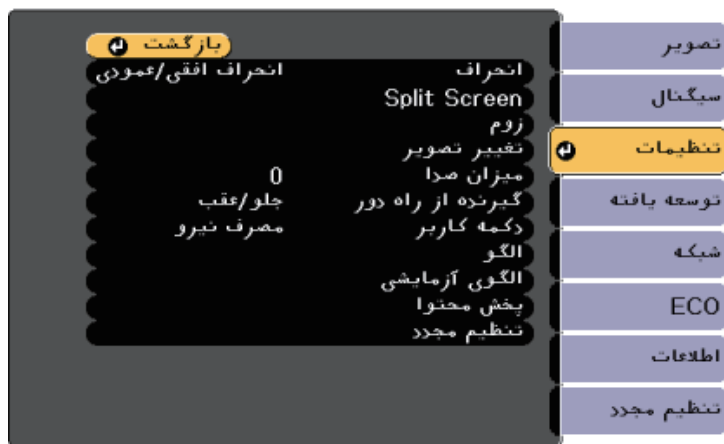 بازگشت
انحراف انحراف افقی/عمودی
Split Screen
زوم
تغییر تصویر
میزان صدا 0
گیرنده از راه دور جلو/عقب
دکمه کاربر مصرف نیرو
الگو
الگوی آزمایشی
پخش محتوا
تنظیم مجدد
تصویر
سیگنال
تنظیمات
توسعه یافته
شبکه
ECO
اطلاعات
تنظیم مجدد